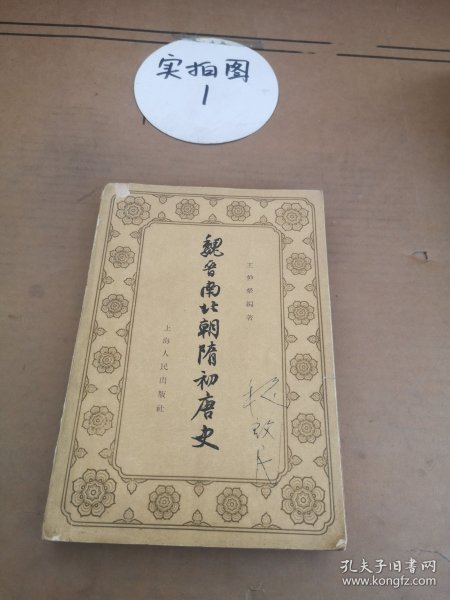 实拍图
1
魏晋南北朝隋初唐史
王仲荦编著
上海人民出版社
孔夫子旧书网
www.kongfz.com